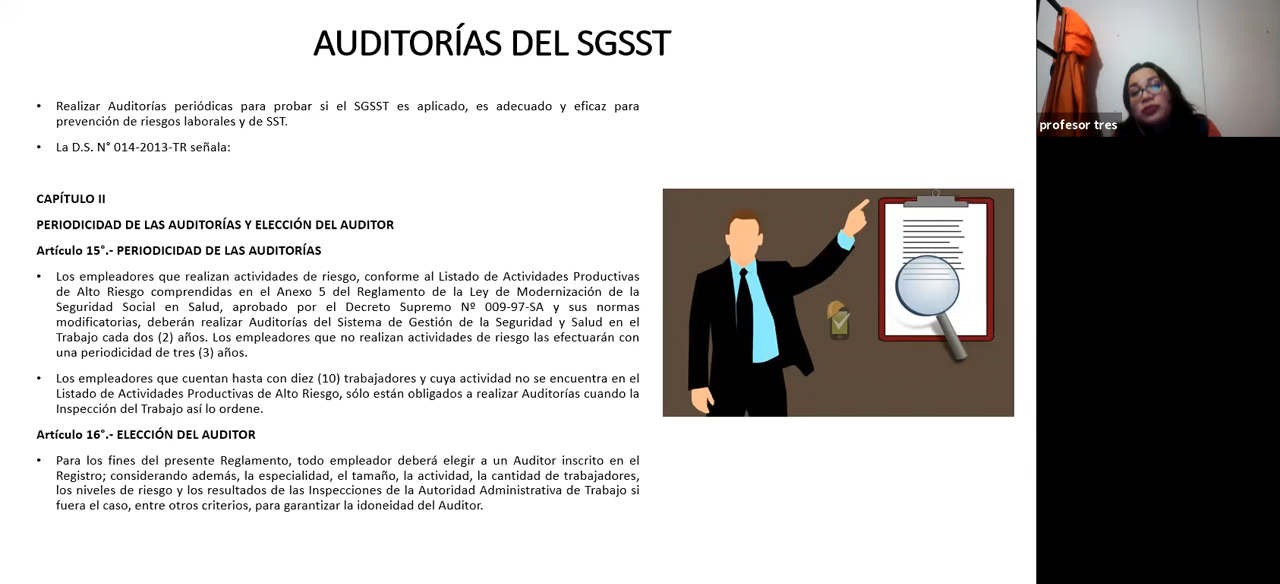 AUDITORÍAS DEL SGSST
• Realizar Auditorías periódicas para probar si el SGSST es aplicado, es adecuado y eficaz para
prevención de riesgos laborales y de SST.
• La D.S. N° 014-2013-TR señala:
CAPÍTULO II
PERIODICIDAD DE LAS AUDITORÍAS Y ELECCIÓN DEL AUDITOR
Artículo 15°.- PERIODICIDAD DE LAS AUDITORÍAS
• Los empleadores que realizan actividades de riesgo, conforme al Listado de Actividades Productivas
de Alto Riesgo comprendidas en el Anexo 5 del Reglamento de la Ley de Modernización de la
Seguridad Social en Salud, aprobado por el Decreto Supremo Nº 009-97-SA y sus normas
modificatorias, deberán realizar Auditorías del Sistema de Gestión de la Seguridad y Salud en el
Trabajo cada dos (2) años. Los empleadores que no realizan actividades de riesgo las efectuarán con
una periodicidad de tres (3) años.
• Los empleadores que cuentan hasta con diez (10) trabajadores y cuya actividad no se encuentra en el
Listado de Actividades Productivas de Alto Riesgo, sólo están obligados a realizar Auditorías cuando la
Inspección del Trabajo así lo ordene.
Artículo 16°.- ELECCIÓN DEL AUDITOR
• Para los fines del presente Reglamento, todo empleador deberá elegir a un Auditor inscrito en el
Registro; considerando además, la especialidad, el tamaño, la actividad, la cantidad de trabajadores,
los niveles de riesgo y los resultados de las Inspecciones de la Autoridad Administrativa de Trabajo si
fuera el caso, entre otros criterios, para garantizar la idoneidad del Auditor.
profesor tres